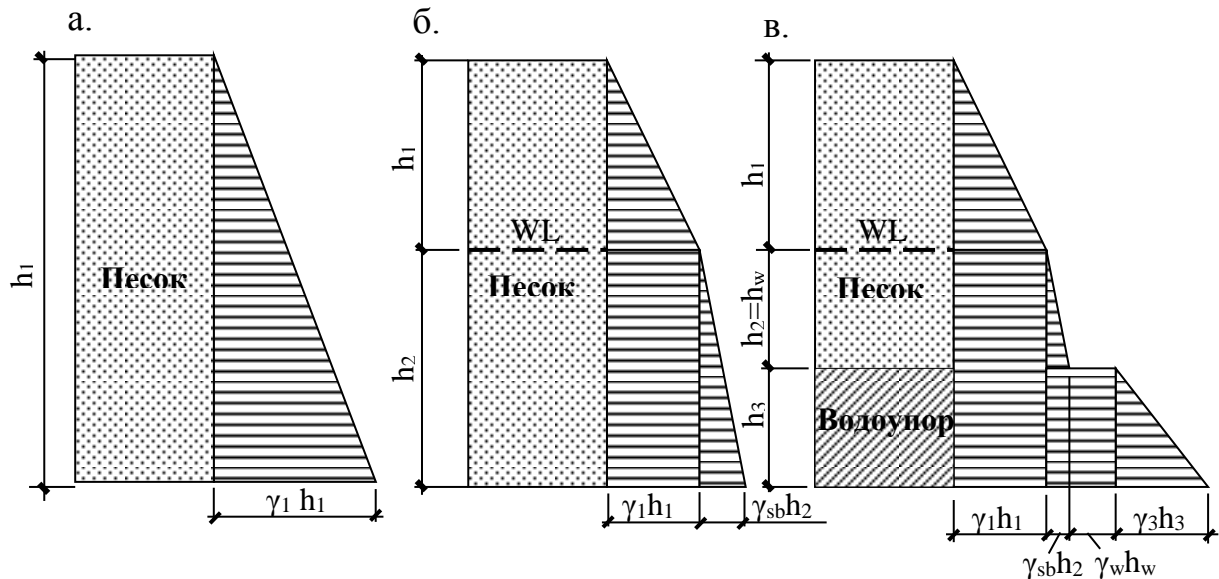 а.
h₁
Песок
γ₁ h₁
б.
h₁
WL
Песок
h₂
γ₁h₁
γsbh₂
в.
h₁
WL
Песок
h₂=hw
Водоупор
h₃
γ₁h₁
γsbh₂
γwhw
γ₃h₃